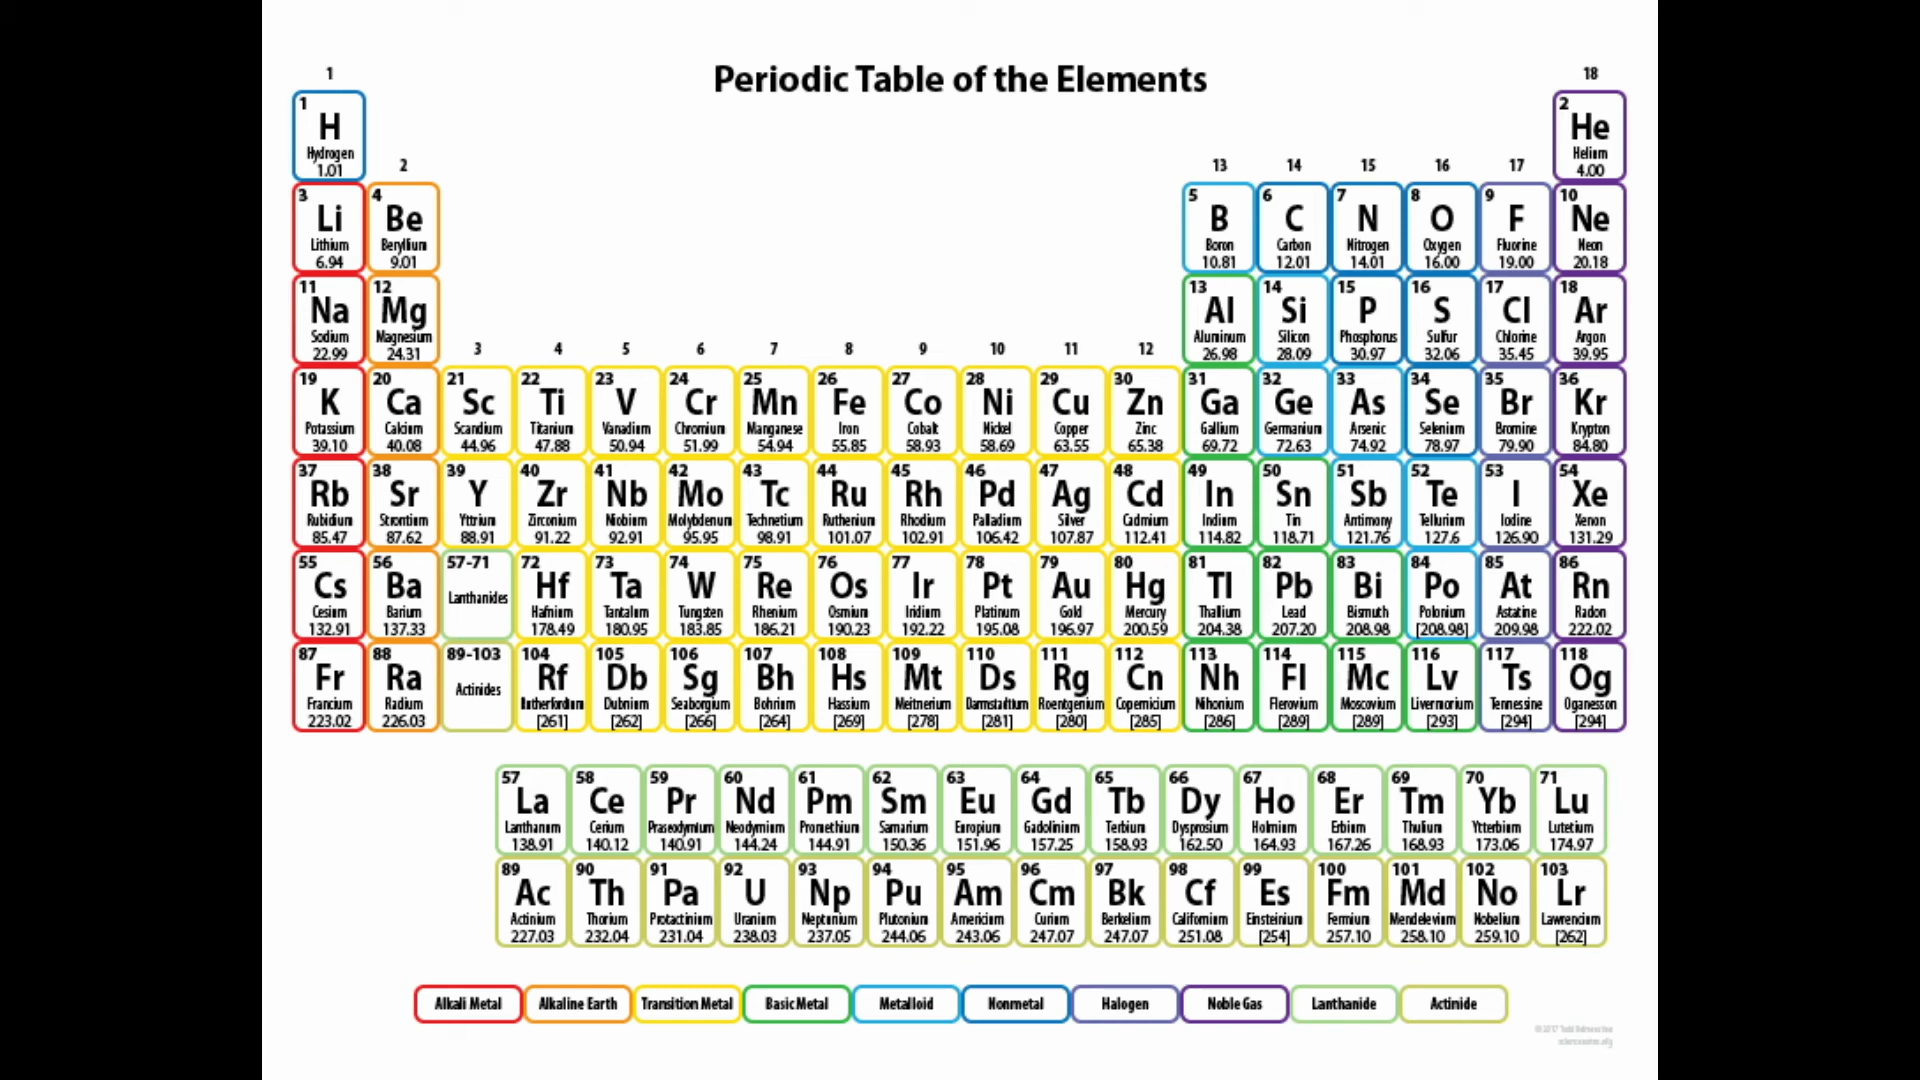 Periodic Table of the Elements
1 18
1 2
H He
Hydrogen Helium
1.01 4.00
2 13 14 15 16 17
3 4 5 6 7 8 9 10
Li Be B C N O F Ne
Lithium Beryllium Boron Carbon Nitrogen Oxygen Fluorine Neon
6.94 9.01 10.81 12.01 14.01 16.00 19.00 20.18
11 12 13 14 15 16 17 18
Na Mg Al Si P S Cl Ar
Sodium Magnesium Aluminum Silicon Phosphorus Sulfur Chlorine Argon
22.99 24.31 26.98 28.09 30.97 32.06 35.45 39.95
3 4 5 6 7 8 9 10 11 12
19 20 21 22 23 24 25 26 27 28 29 30 31 32 33 34 35 36
K Ca Sc Ti V Cr Mn Fe Co Ni Cu Zn Ga Ge As Se Br Kr
Potassium Calcium Scandium Titanium Vanadium Chromium Manganese Iron Cobalt Nickel Copper Zinc Gallium Germanium Arsenic Selenium Bromine Krypton
39.10 40.08 44.96 47.88 50.94 51.99 54.94 55.85 58.93 58.69 63.55 65.38 69.72 72.63 74.92 78.97 79.90 84.80
37 38 39 40 41 42 43 44 45 46 47 48 49 50 51 52 53 54
Rb Sr Y Zr Nb Mo Tc Ru Rh Pd Ag Cd In Sn Sb Te I Xe
Rubidium Strontium Yttrium Zirconium Niobium Molybdenum Technetium Ruthenium Rhodium Palladium Silver Cadmium Indium Tin Antimony Tellurium Iodine Xenon
85.47 87.62 88.91 91.22 92.91 95.95 98.91 101.07 102.91 106.42 107.87 112.41 114.82 118.71 121.76 127.6 126.90 131.29
55 56 57-71 72 73 74 75 76 77 78 79 80 81 82 83 84 85 86
Cs Ba Lanthanides Hf Ta W Re Os Ir Pt Au Hg Tl Pb Bi Po At Rn
Cesium Barium Hafnium Tantalum Tungsten Rhenium Osmium Iridium Platinum Gold Mercury Thallium Lead Bismuth Polonium Astatine Radon
132.91 137.33 178.49 180.95 183.85 186.21 190.23 192.22 195.08 196.97 200.59 204.38 207.20 208.98 [208.98] 209.98 222.02
87 88 89-103 104 105 106 107 108 109 110 111 112 113 114 115 116 117 118
Fr Ra Actinides Rf Db Sg Bh Hs Mt Ds Rg Cn Nh Fl Mc Lv Ts Og
Francium Radium Rutherfordium Dubnium Seaborgium Bohrium Hassium Meitnerium Darmstadtium Roentgenium Copernicium Nihonium Flerovium Moscovium Livermorium Tennessine Oganesson
223.02 226.03 [261] [262] [266] [264] [269] [278] [281] [280] [285] [286] [289] [289] [293] [294] [294]
57 58 59 60 61 62 63 64 65 66 67 68 69 70 71
La Ce Pr Nd Pm Sm Eu Gd Tb Dy Ho Er Tm Yb Lu
Lanthanum Cerium Praseodymium Neodymium Promethium Samarium Europium Gadolinium Terbium Dysprosium Holmium Erbium Thulium Ytterbium Lutetium
138.91 140.12 140.91 144.24 144.91 150.36 151.96 157.25 158.93 162.50 164.93 167.26 168.93 173.06 174.97
89 90 91 92 93 94 95 96 97 98 99 100 101 102 103
Ac Th Pa U Np Pu Am Cm Bk Cf Es Fm Md No Lr
Actinium Thorium Protactinium Uranium Neptunium Plutonium Americium Curium Berkelium Californium Einsteinium Fermium Mendelevium Nobelium Lawrencium
227.03 232.04 231.04 238.03 237.05 244.06 243.06 247.07 247.07 251.08 [254] 257.10 258.10 259.10 [262]
Alkali Metal Alkaline Earth Transition Metal Basic Metal Metalloid Nonmetal Halogen Noble Gas Lanthanide Actinide
© 2017 Todd